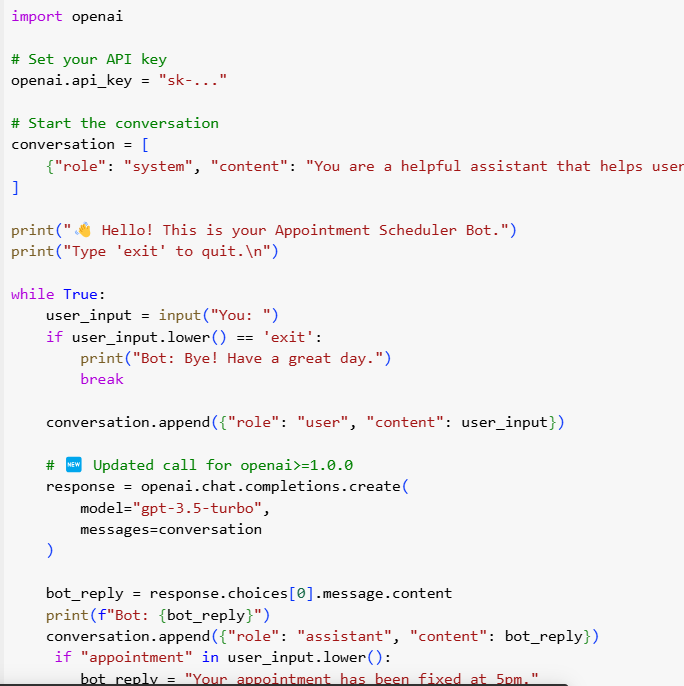 import openai
# Set your API key
openai.api_key = "sk-..."
# Start the conversation
conversation = [
    {"role": "system", "content": "You are a helpful assistant that helps user
]
print("👋 Hello! This is your Appointment Scheduler Bot.")
print("Type 'exit' to quit.\n")
while True:
    user_input = input("You: ")
    if user_input.lower() == 'exit':
        print("Bot: Bye! Have a great day.")
        break
    conversation.append({"role": "user", "content": user_input})
    # 🆕 Updated call for openai>=1.0.0
    response = openai.chat.completions.create(
        model="gpt-3.5-turbo",
        messages=conversation
    )
    bot_reply = response.choices[0].message.content
    print(f"Bot: {bot_reply}")
    conversation.append({"role": "assistant", "content": bot_reply})
     if "appointment" in user_input.lower():
        bot_reply = "Your appointment has been fixed at 5pm."